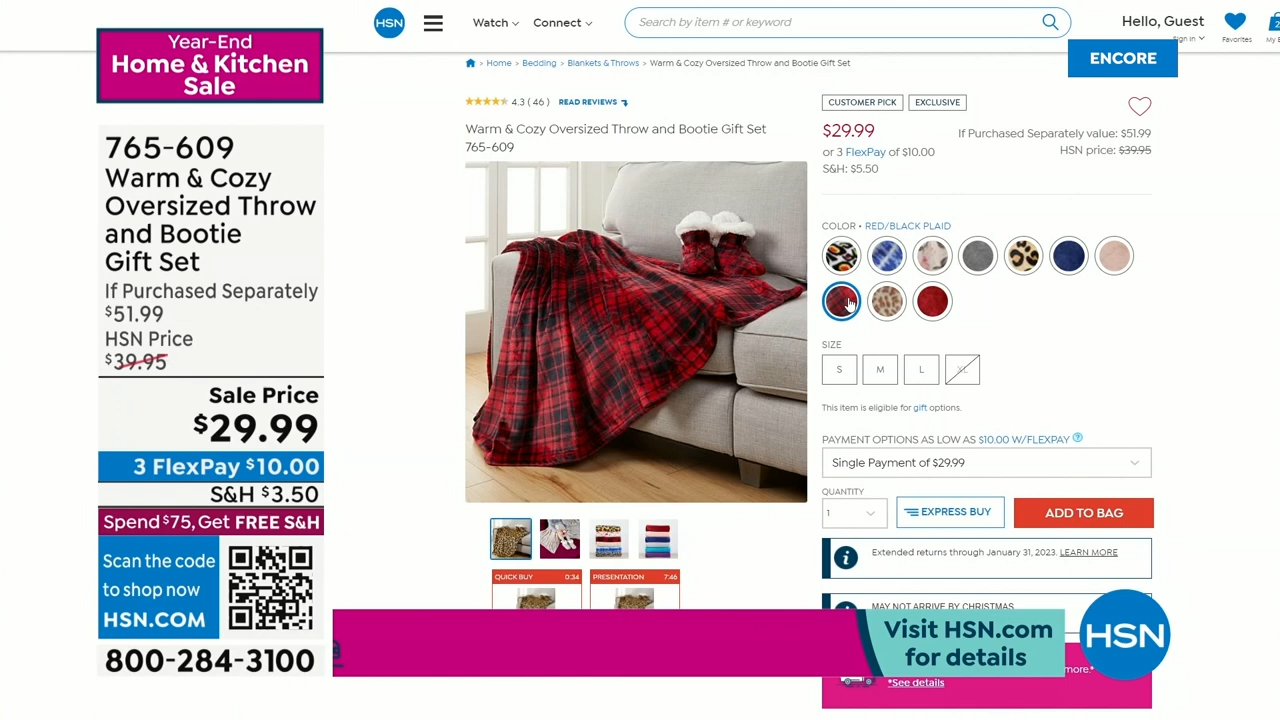 Year-End
Home & Kitchen
Sale
765-609
Warm & Cozy
Oversized Throw
and Bootie
Gift Set
If Purchased Separately
$51.99
HSN Price
$39.95
Sale Price
$29.99
3 FlexPay $10.00
S&H $3.50
Spend $75, Get FREE S&H
Scan the code
to shop now
HSN.COM
800-284-3100
HSN
Watch
Connect
Search by item # or keyword
Hello, Guest
Sign In
Favorites
ENCORE
> Home > Bedding > Blankets & Throws > Warm & Cozy Oversized Throw and Bootie Gift Set
4.3 ( 46 ) READ REVIEWS
Warm & Cozy Oversized Throw and Bootie Gift Set
765-609
CUSTOMER PICK EXCLUSIVE
$29.99
If Purchased Separately value: $51.99
or 3 FlexPay of $10.00
HSN price: $39.95
S&H: $5.50
COLOR • RED/BLACK PLAID
SIZE
S M L XL
This item is eligible for gift options.
PAYMENT OPTIONS AS LOW AS $10.00 W/FLEXPAY
Single Payment of $29.99
QUANTITY
1
EXPRESS BUY
ADD TO BAG
Extended returns through January 31, 2023. LEARN MORE
QUICK BUY 0:34
PRESENTATION 7:46
MAY NOT ARRIVE BY CHRISTMAS
Visit HSN.com
for details
HSN
more.*
*See details